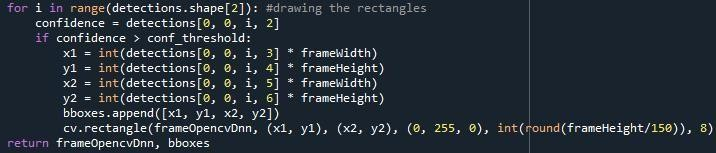 for i in range(detections.shape[2]): #drawing the rectangles
    confidence = detections[0, 0, i, 2]
    if confidence > conf_threshold:
        x1 = int(detections[0, 0, i, 3] * frameWidth)
        y1 = int(detections[0, 0, i, 4] * frameHeight)
        x2 = int(detections[0, 0, i, 5] * frameWidth)
        y2 = int(detections[0, 0, i, 6] * frameHeight)
        bboxes.append([x1, y1, x2, y2])
        cv.rectangle(frameOpencvDnn, (x1, y1), (x2, y2), (0, 255, 0), int(round(frameHeight/150)), 8)
return frameOpencvDnn, bboxes